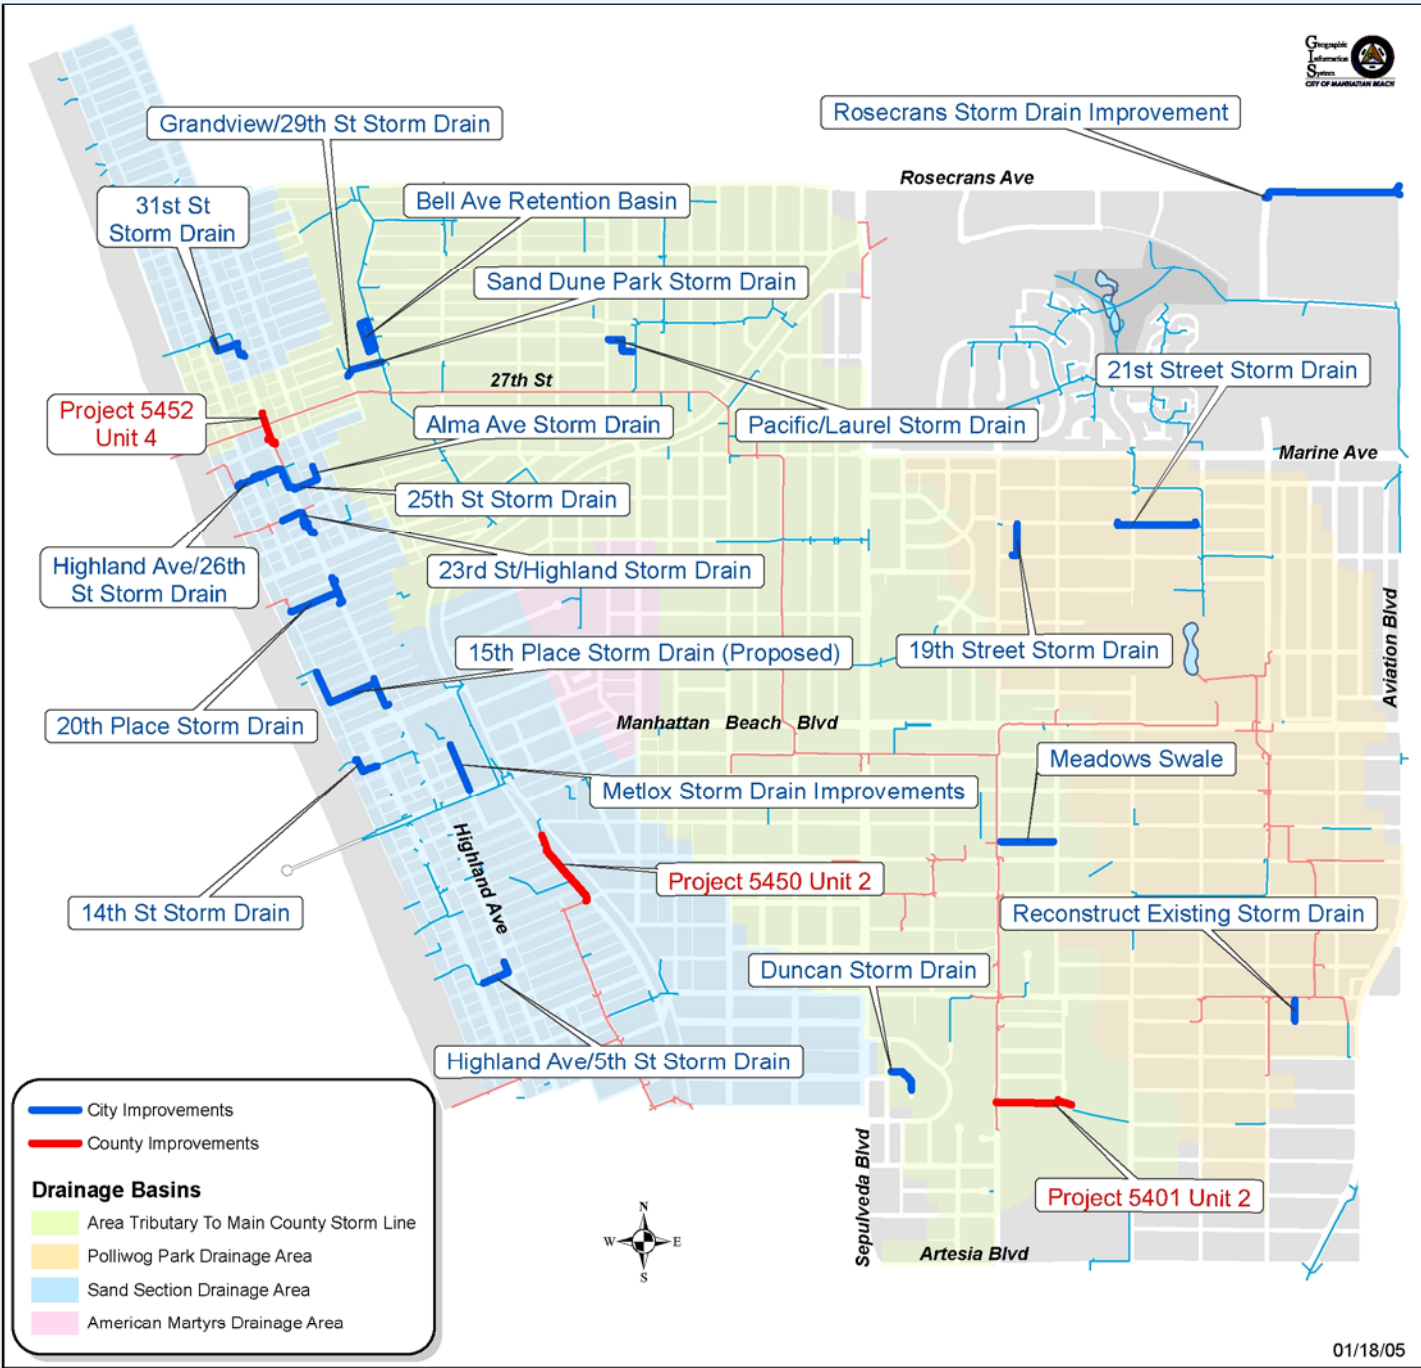 Geographic
Information
System
CITY OF MANHATTAN BEACH
Rosecrans Storm Drain Improvement
Grandview/29th St Storm Drain
Rosecrans Ave
Bell Ave Retention Basin
31st St
Storm Drain
Sand Dune Park Storm Drain
27th St
21st Street Storm Drain
Project 5452
Unit 4
Alma Ave Storm Drain
Pacific/Laurel Storm Drain
Marine Ave
25th St Storm Drain
Highland Ave/26th
St Storm Drain
23rd St/Highland Storm Drain
Aviation Blvd
15th Place Storm Drain (Proposed)
19th Street Storm Drain
20th Place Storm Drain
Manhattan Beach Blvd
Meadows Swale
Metlox Storm Drain Improvements
Highland Ave
Project 5450 Unit 2
14th St Storm Drain
Reconstruct Existing Storm Drain
Duncan Storm Drain
Highland Ave/5th St Storm Drain
Sepulveda Blvd
Project 5401 Unit 2
Artesia Blvd
City Improvements
County Improvements
Drainage Basins
Area Tributary To Main County Storm Line
Polliwog Park Drainage Area
Sand Section Drainage Area
American Martyrs Drainage Area
N
W
E
S
01/18/05